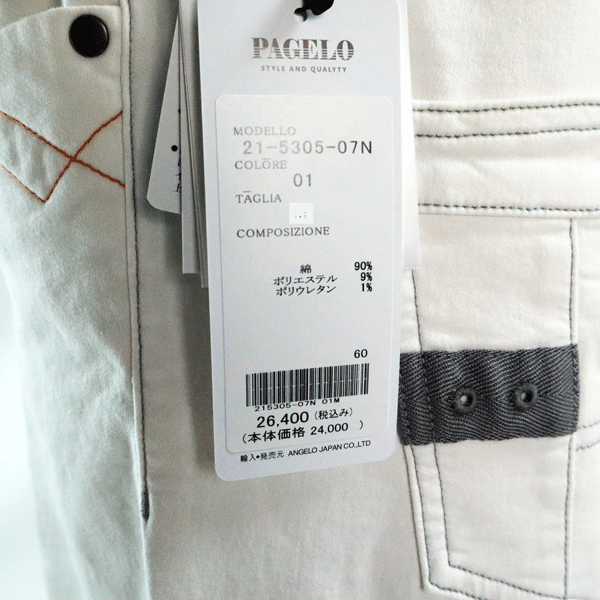 PAGELO
STYLE AND QUALYTY
MODELLO
21-5305-07N
COLORE
01
TAGLIA
COMPOSIZIONE
綿 90%
ポリエステル 9%
ポリウレタン 1%
60
215305-07N 01M
26,400 (税込み)
(本体価格 24,000 )
輸入・発売元 ANGELO JAPAN CO.,LTD